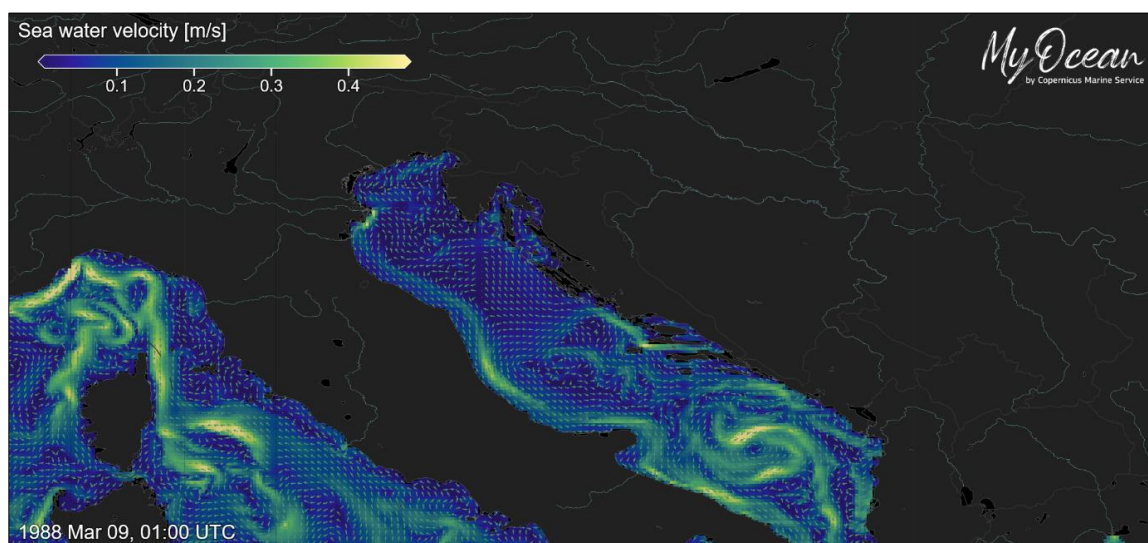 Sea water velocity [m/s]
0.1 0.2 0.3 0.4
MyOcean
by Copernicus Marine Service
1988 Mar 09, 01:00 UTC